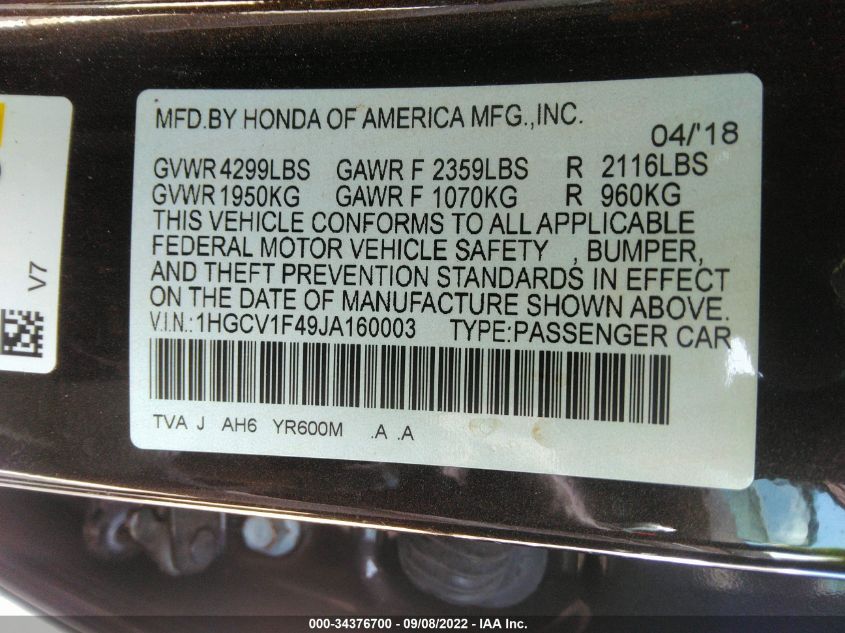 MFD.BY HONDA OF AMERICA MFG.,INC.
04/'18
GVWR 4299LBS GAWR F 2359LBS R 2116LBS
GVWR 1950KG GAWR F 1070KG R 960KG
THIS VEHICLE CONFORMS TO ALL APPLICABLE
FEDERAL MOTOR VEHICLE SAFETY , BUMPER,
AND THEFT PREVENTION STANDARDS IN EFFECT
ON THE DATE OF MANUFACTURE SHOWN ABOVE.
V.I.N.:1HGCV1F49JA160003 TYPE:PASSENGER CAR
TVA J AH6 YR600M .A .A
V7
000-34376700 - 09/08/2022 - IAA Inc.